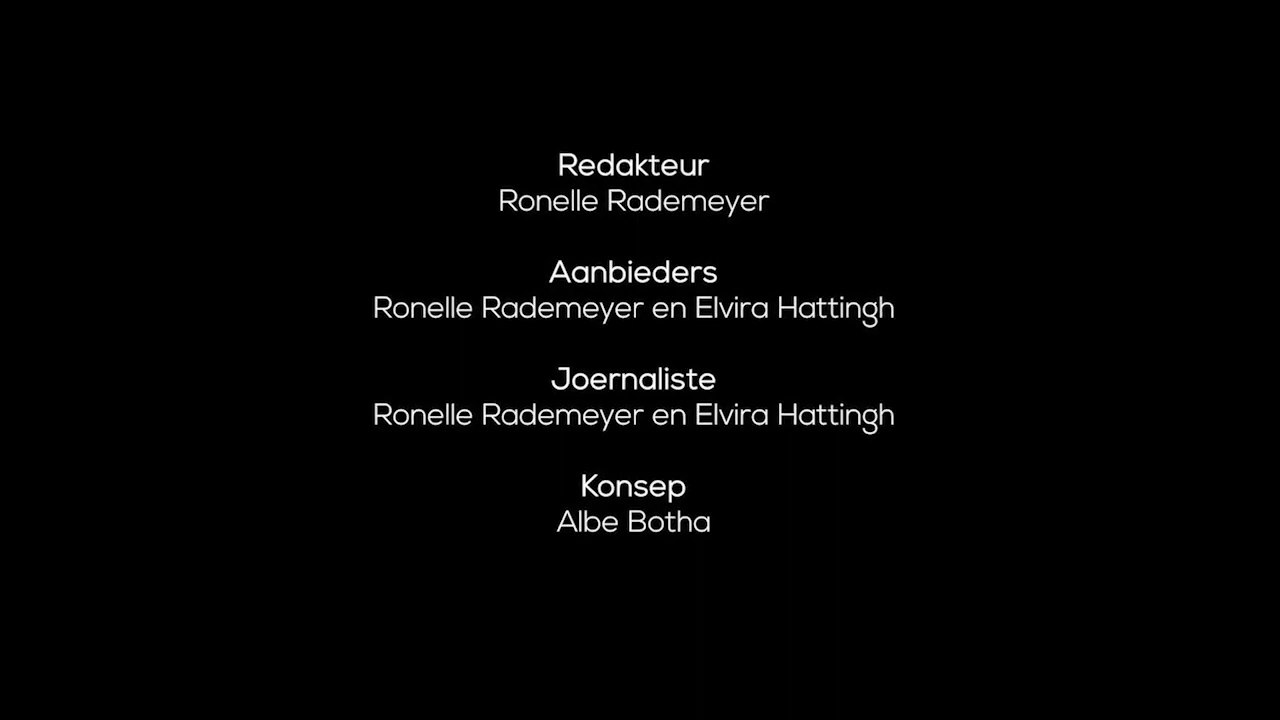 Redakteur
Ronelle Rademeyer
Aanbieders
Ronelle Rademeyer en Elvira Hattingh
Joernaliste
Ronelle Rademeyer en Elvira Hattingh
Konsep
Albe Botha